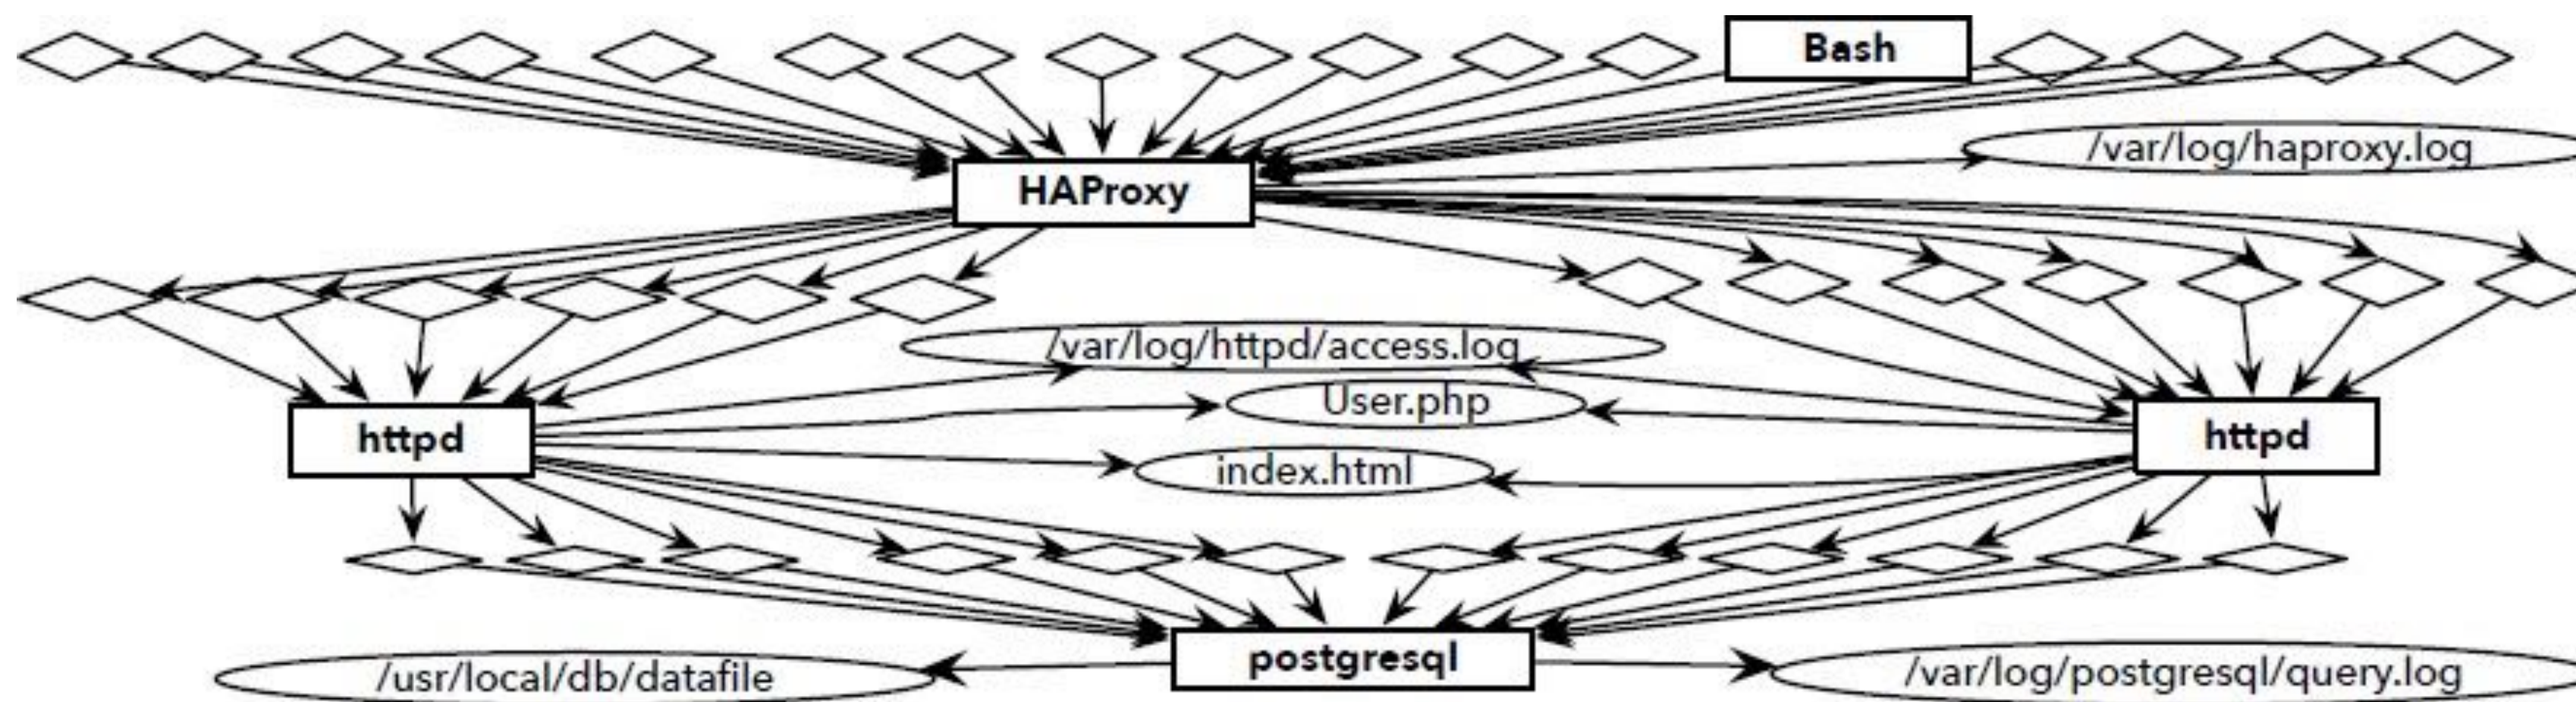 Bash
/var/log/haproxy.log
HAProxy
/var/log/httpd/access.log
User.php
httpd
httpd
index.html
postgresql
/usr/local/db/datafile
/var/log/postgresql/query.log